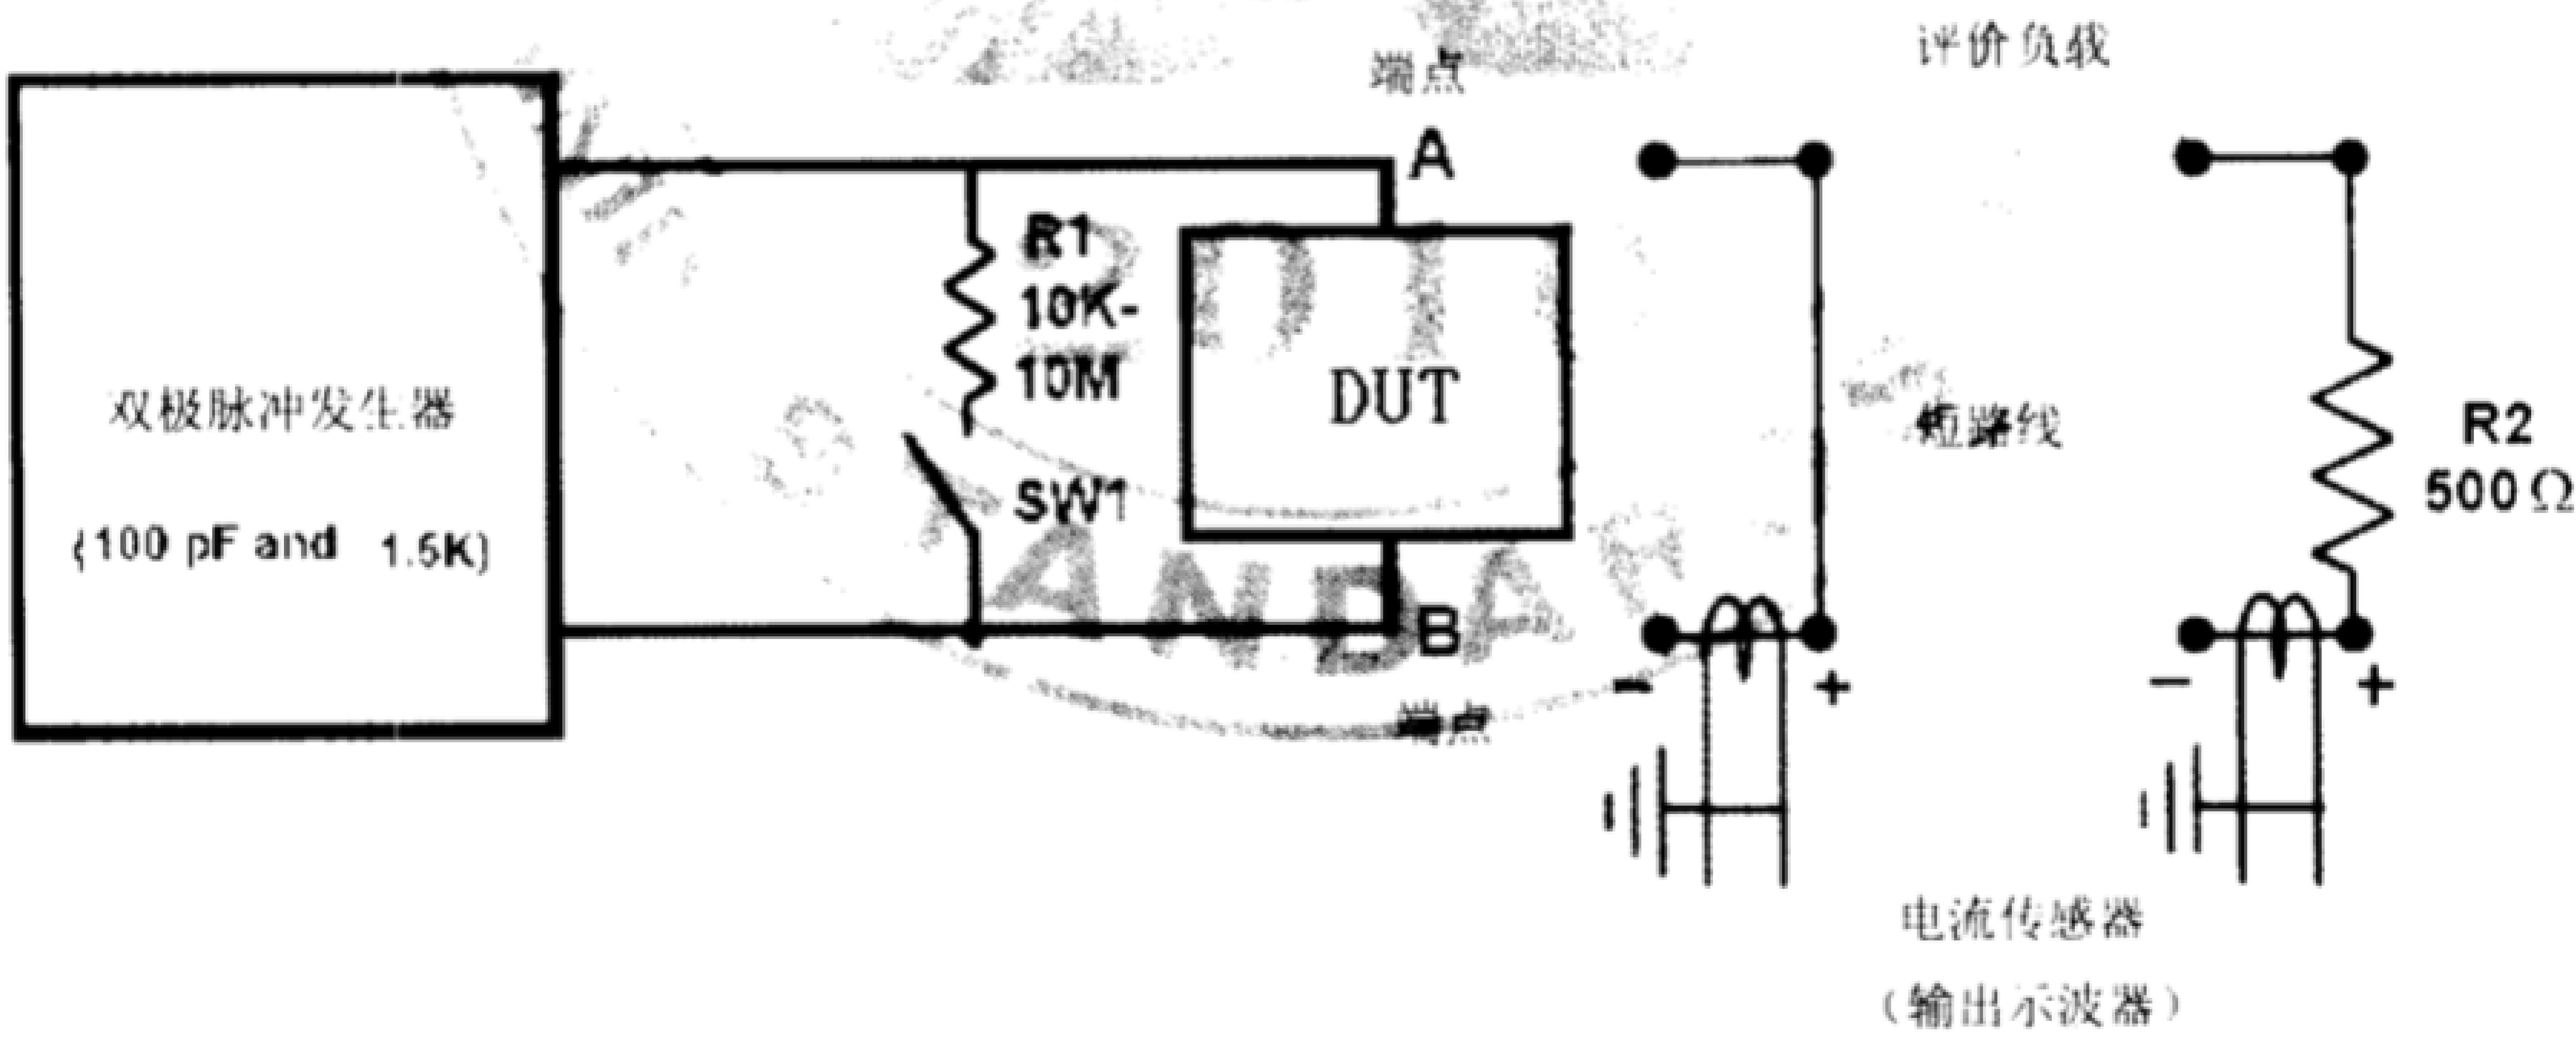 评价负载
端点
A
R1
10K-
10M
DUT
双极脉冲发生器
(100 pF and 1.5K)
SW1
短路线
R2
500 Ω
B
端点
- +
- +
电流传感器
(输出示波器)